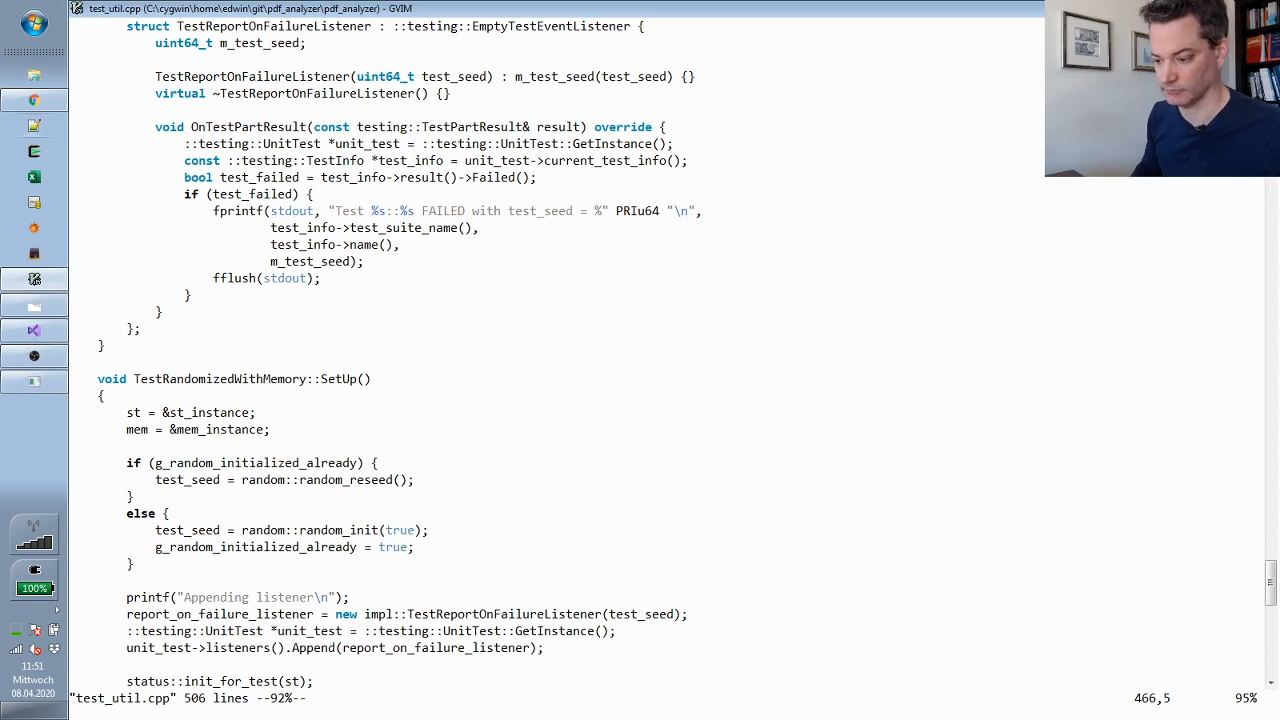 test_util.cpp (C:\cygwin\home\edwin\git\pdf_analyzer\pdf_analyzer) - GVIM
struct TestReportOnFailureListener : ::testing::EmptyTestEventListener {
uint64_t m_test_seed;
TestReportOnFailureListener(uint64_t test_seed) : m_test_seed(test_seed) {}
virtual ~TestReportOnFailureListener() {}
void OnTestPartResult(const testing::TestPartResult& result) override {
::testing::UnitTest *unit_test = ::testing::UnitTest::GetInstance();
const ::testing::TestInfo *test_info = unit_test->current_test_info();
bool test_failed = test_info->result()->Failed();
if (test_failed) {
fprintf(stdout, "Test %s::%s FAILED with test_seed = %" PRIu64 "\n",
test_info->test_suite_name(),
test_info->name(),
m_test_seed);
fflush(stdout);
}
}
};
}
void TestRandomizedWithMemory::SetUp()
{
st = &st_instance;
mem = &mem_instance;
if (g_random_initialized_already) {
test_seed = random::random_reseed();
}
else {
test_seed = random::random_init(true);
g_random_initialized_already = true;
}
printf("Appending listener\n");
report_on_failure_listener = new impl::TestReportOnFailureListener(test_seed);
::testing::UnitTest *unit_test = ::testing::UnitTest::GetInstance();
unit_test->listeners().Append(report_on_failure_listener);
status::init_for_test(st);
"test_util.cpp" 506 lines --92%-- 466,5 95%
100%
11:51
Mittwoch
08.04.2020